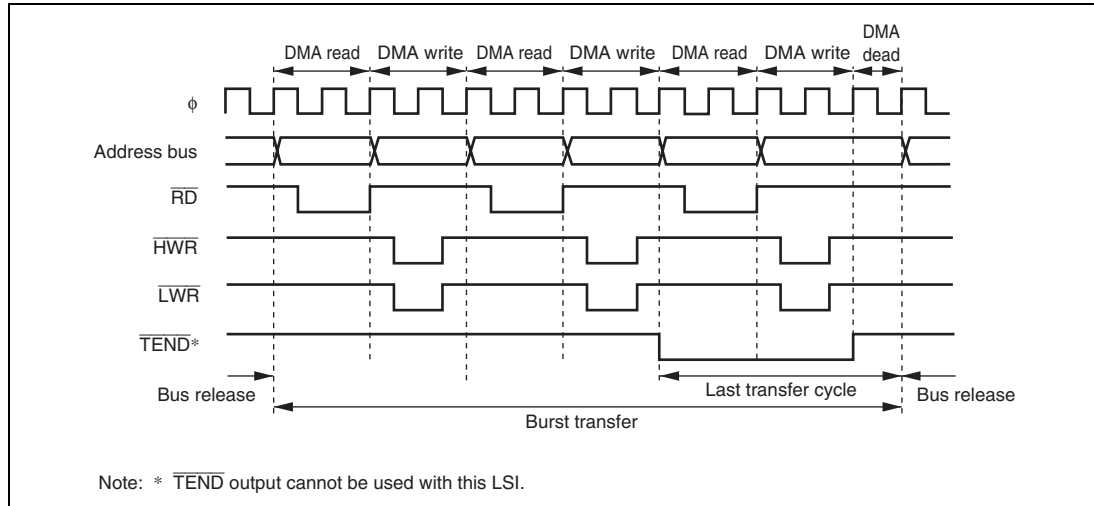 DMA read DMA write DMA read DMA write DMA read DMA write DMA dead
ϕ
Address bus
RD
HWR
LWR
TEND*
Bus release Last transfer cycle Bus release
Burst transfer
Note: * TEND output cannot be used with this LSI.